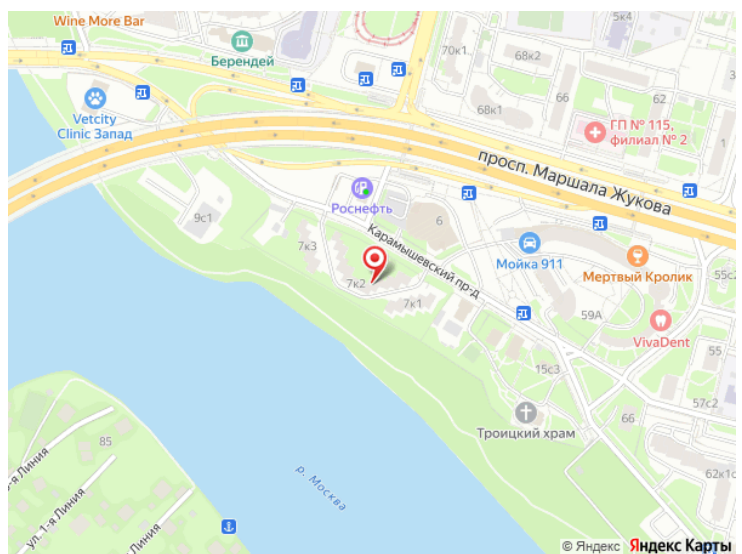 Wine More Bar
Берендей
5к4
68к2
70к1
Vetcity
Clinic Запад
68к1
66
62
ГП № 115,
филиал № 2
1
просп. Маршала Жукова
Роснефть
9с1
7к3
Карамышевский пр-д
6
Мойка 911
Мертвый Кролик
55с2
7к2
7к1
59А
VivaDent
55
15с3
57с2
Троицкий храм
66
85
62к1с
-я Линия
ул. 1-я Линия
р. Москва
© Яндекс Яндекс Карты